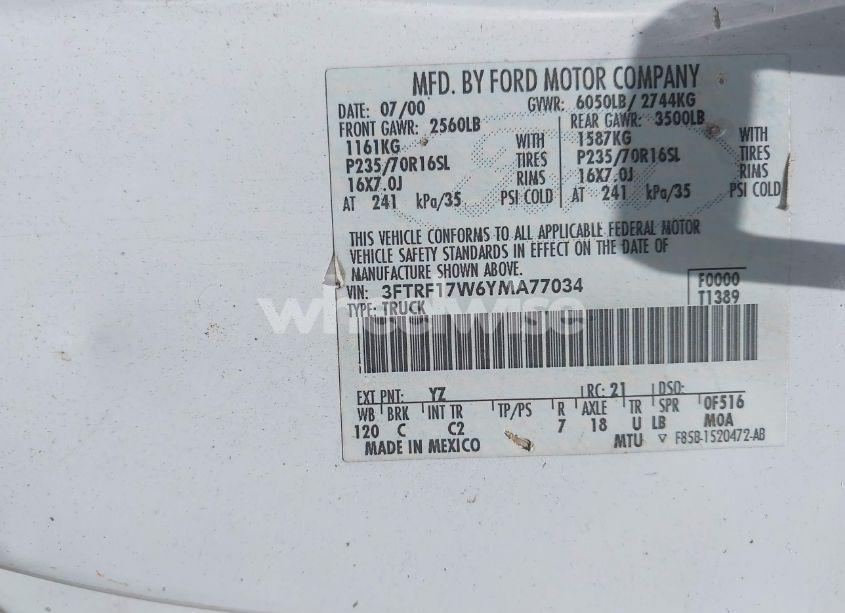 MFD. BY FORD MOTOR COMPANY
DATE: 07/00 GVWR: 6050LB/ 2744KG
FRONT GAWR: 2560LB REAR GAWR: 3500LB
1161KG WITH 1587KG WITH
P235/70R16SL TIRES P235/70R16SL TIRES
16X7.0J RIMS 16X7.0J RIMS
AT 241 kPa/35 PSI COLD AT 241 kPa/35 PSI COLD
THIS VEHICLE CONFORMS TO ALL APPLICABLE FEDERAL MOTOR
VEHICLE SAFETY STANDARDS IN EFFECT ON THE DATE OF
MANUFACTURE SHOWN ABOVE.
VIN: 3FTRF17W6YMA77034 F0000
TYPE: TRUCK T1389
wheelwise
EXT PNT: YZ RC: 21 DSO:
WB BRK INT TR TP/PS R AXLE TR SPR 0F516
120 C C2 7 18 U LB M0A
MADE IN MEXICO MTU ▽ F85B-1520472-AB